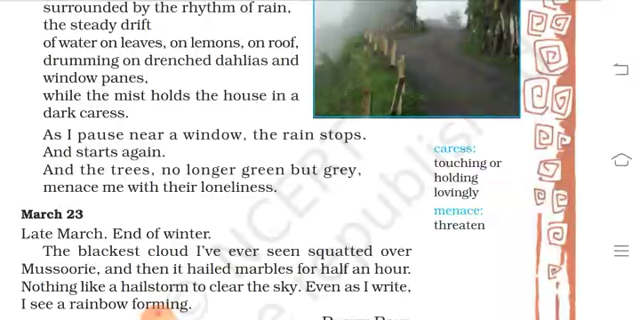 surrounded by the rhythm of rain,
the steady drift
of water on leaves, on lemons, on roof,
drumming on drenched dahlias and
window panes,
while the mist holds the house in a
dark caress.
As I pause near a window, the rain stops.
And starts again.
And the trees, no longer green but grey,
menace me with their loneliness.
March 23
Late March. End of winter.
The blackest cloud I've ever seen squatted over
Mussoorie, and then it hailed marbles for half an hour.
Nothing like a hailstorm to clear the sky. Even as I write,
I see a rainbow forming.
caress:
touching or
holding
lovingly
menace:
threaten
© NCERT
republish